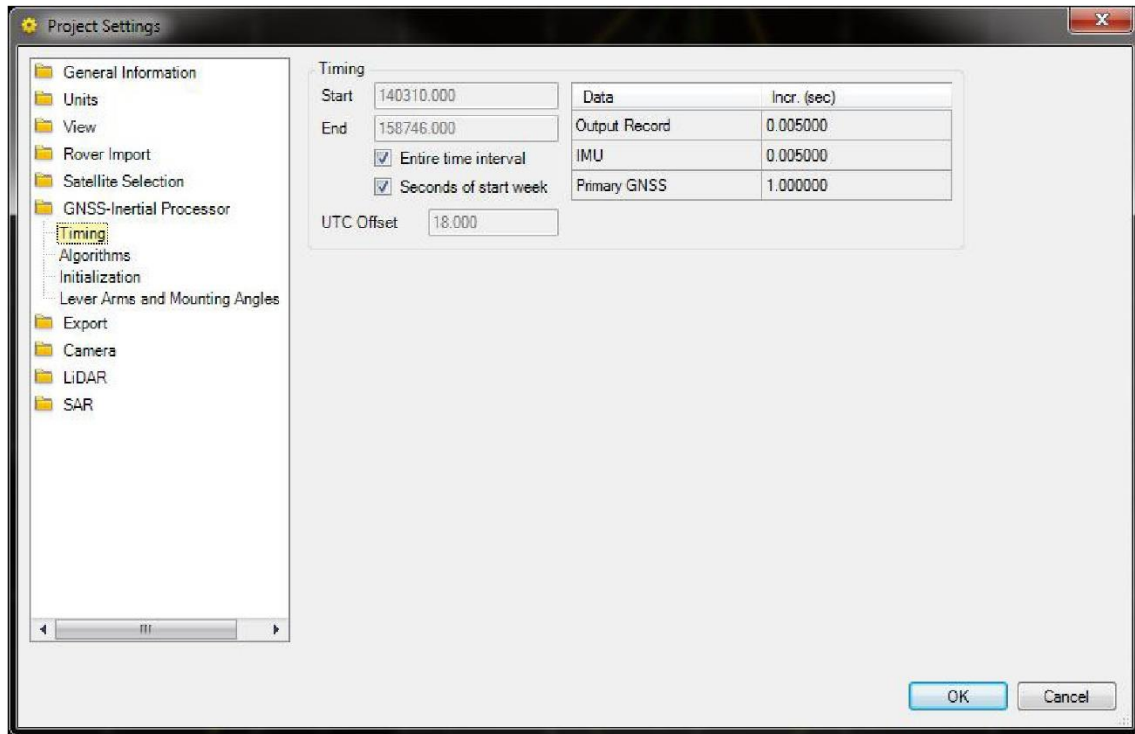 Project Settings
General Information
Units
View
Rover Import
Satellite Selection
GNSS-Inertial Processor
Timing
Algorithms
Initialization
Lever Arms and Mounting Angles
Export
Camera
LiDAR
SAR
Timing
Start 140310.000
End 158746.000
Entire time interval
Seconds of start week
UTC Offset 18.000
Data Incr. (sec)
Output Record 0.005000
IMU 0.005000
Primary GNSS 1.000000
OK Cancel